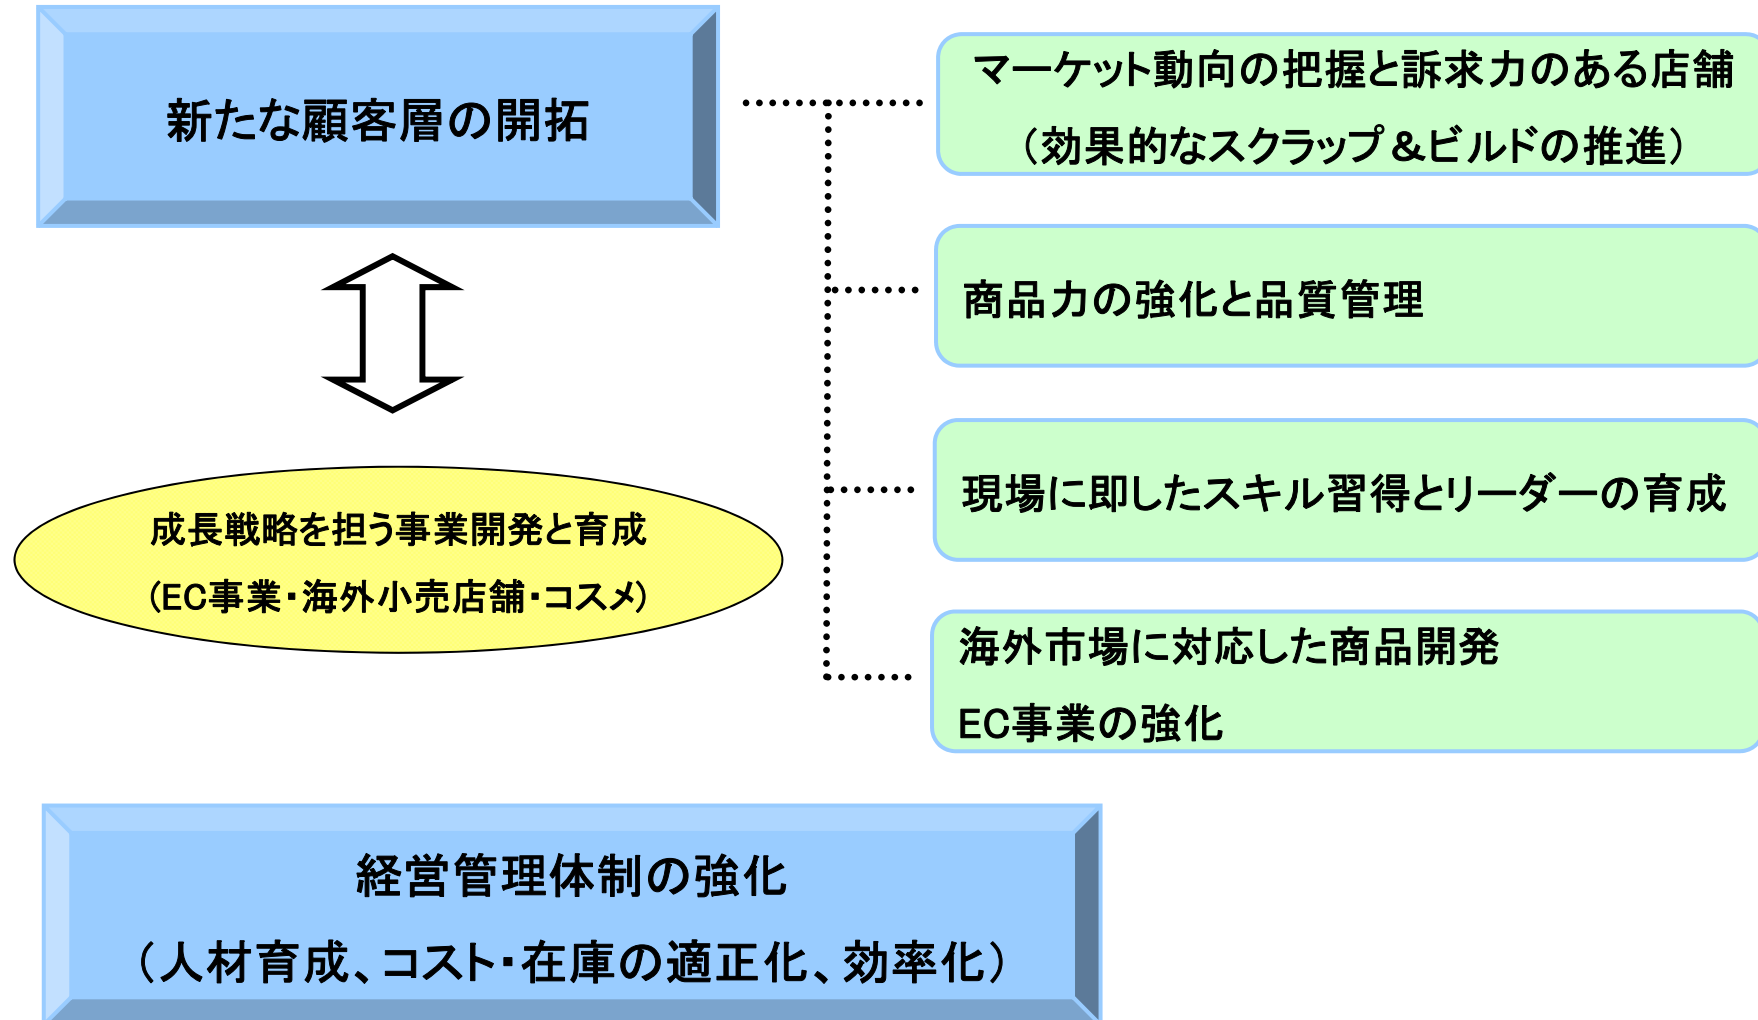 新たな顧客層の開拓
マーケット動向の把握と訴求力のある店舗
（効果的なスクラップ＆ビルドの推進）
商品力の強化と品質管理
現場に即したスキル習得とリーダーの育成
海外市場に対応した商品開発
EC事業の強化
成長戦略を担う事業開発と育成
(EC事業・海外小売店舗・コスメ)
経営管理体制の強化
（人材育成、コスト・在庫の適正化、効率化）